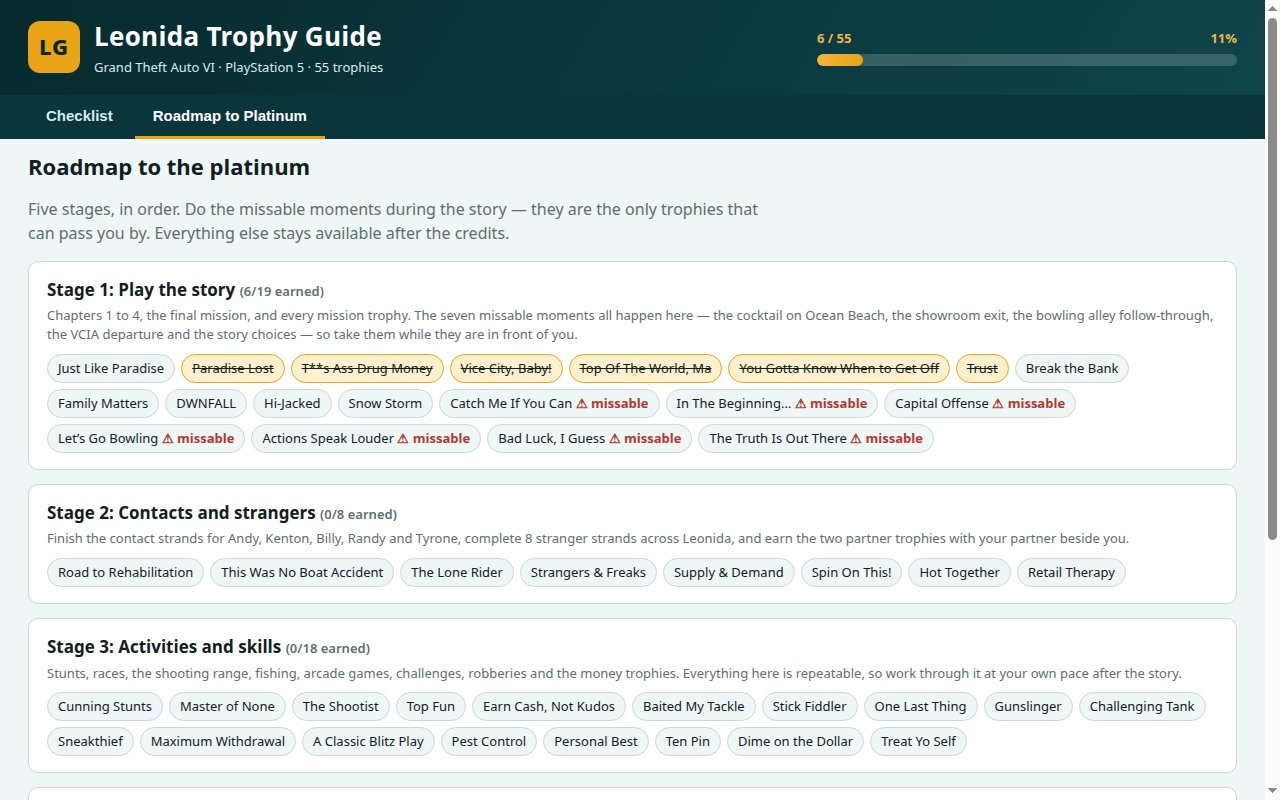 LG
Leonida Trophy Guide
Grand Theft Auto VI · PlayStation 5 · 55 trophies
6 / 55
11%
Checklist
Roadmap to Platinum
Roadmap to the platinum
Five stages, in order. Do the missable moments during the story — they are the only trophies that
can pass you by. Everything else stays available after the credits.
Stage 1: Play the story (6/19 earned)
Chapters 1 to 4, the final mission, and every mission trophy. The seven missable moments all happen here — the cocktail on Ocean Beach, the showroom exit, the bowling alley follow-through,
the VCIA departure and the story choices — so take them while they are in front of you.
Just Like Paradise
Paradise Lost
T**s Ass Drug Money
Vice City, Baby!
Top Of The World, Ma
You Gotta Know When to Get Off
Trust
Break the Bank
Family Matters
DWNFALL
Hi-Jacked
Snow Storm
Catch Me If You Can ⚠ missable
In The Beginning... ⚠ missable
Capital Offense ⚠ missable
Let’s Go Bowling ⚠ missable
Actions Speak Louder ⚠ missable
Bad Luck, I Guess ⚠ missable
The Truth Is Out There ⚠ missable
Stage 2: Contacts and strangers (0/8 earned)
Finish the contact strands for Andy, Kenton, Billy, Randy and Tyrone, complete 8 stranger strands across Leonida, and earn the two partner trophies with your partner beside you.
Road to Rehabilitation
This Was No Boat Accident
The Lone Rider
Strangers & Freaks
Supply & Demand
Spin On This!
Hot Together
Retail Therapy
Stage 3: Activities and skills (0/18 earned)
Stunts, races, the shooting range, fishing, arcade games, challenges, robberies and the money trophies. Everything here is repeatable, so work through it at your own pace after the story.
Cunning Stunts
Master of None
The Shootist
Top Fun
Earn Cash, Not Kudos
Baited My Tackle
Stick Fiddler
One Last Thing
Gunslinger
Challenging Tank
Sneakthief
Maximum Withdrawal
A Classic Blitz Play
Pest Control
Personal Best
Ten Pin
Dime on the Dollar
Treat Yo Self